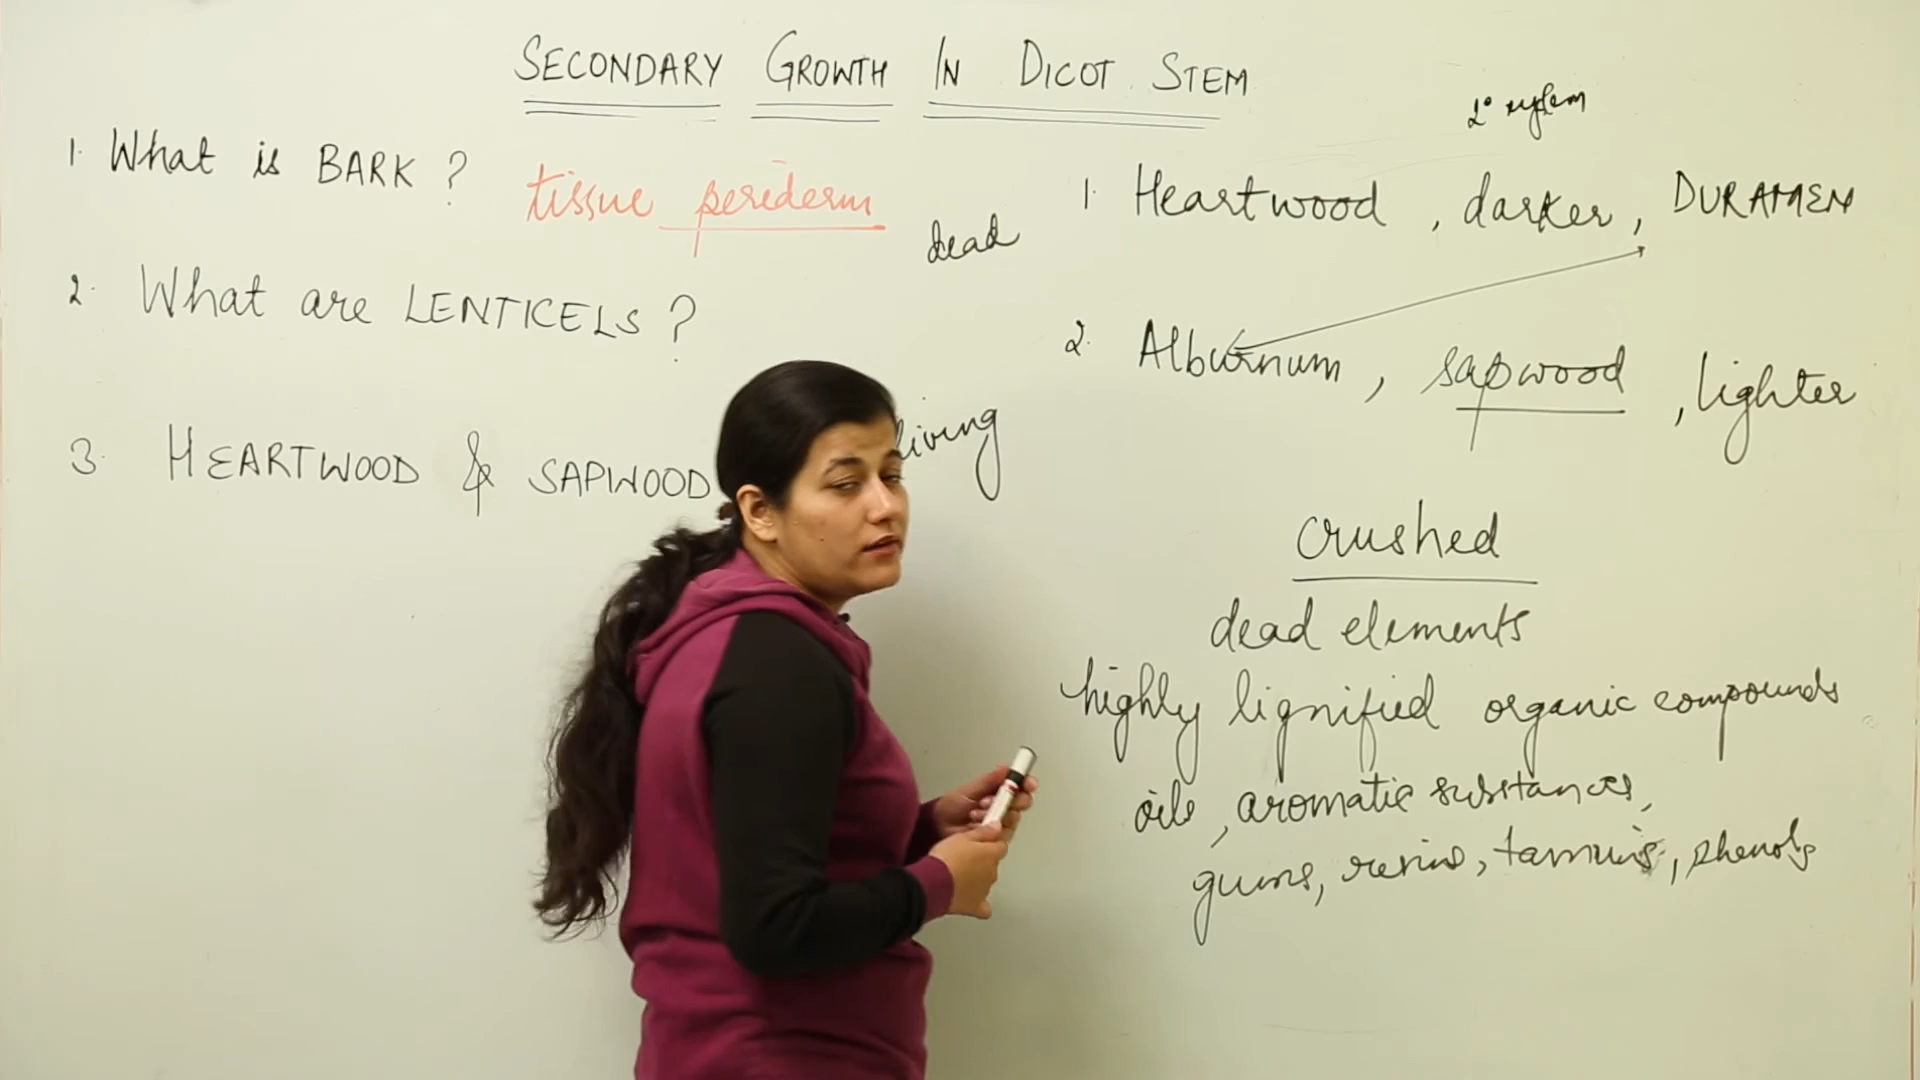 SECONDARY GROWTH IN DICOT STEM
1. What is BARK?
tissue periderm
2. What are LENTICELS?
3. HEARTWOOD & SAPWOOD
2° xylem
dead
1. Heartwood, darker, DURAMEN
living
2. Alburnum, sapwood, lighter
crushed
dead elements
highly lignified organic compounds
oils, aromatic substances,
gums, resins, tannins, phenols